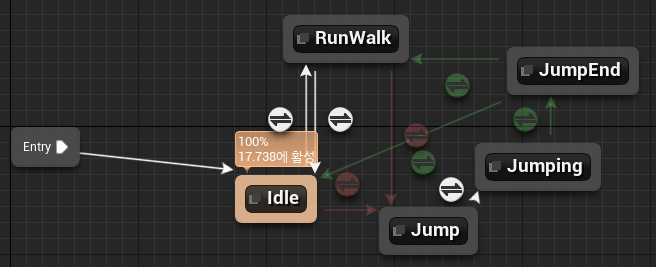 RunWalk
JumpEnd
Entry
100%
17.738에 활성
Jumping
Idle
Jump